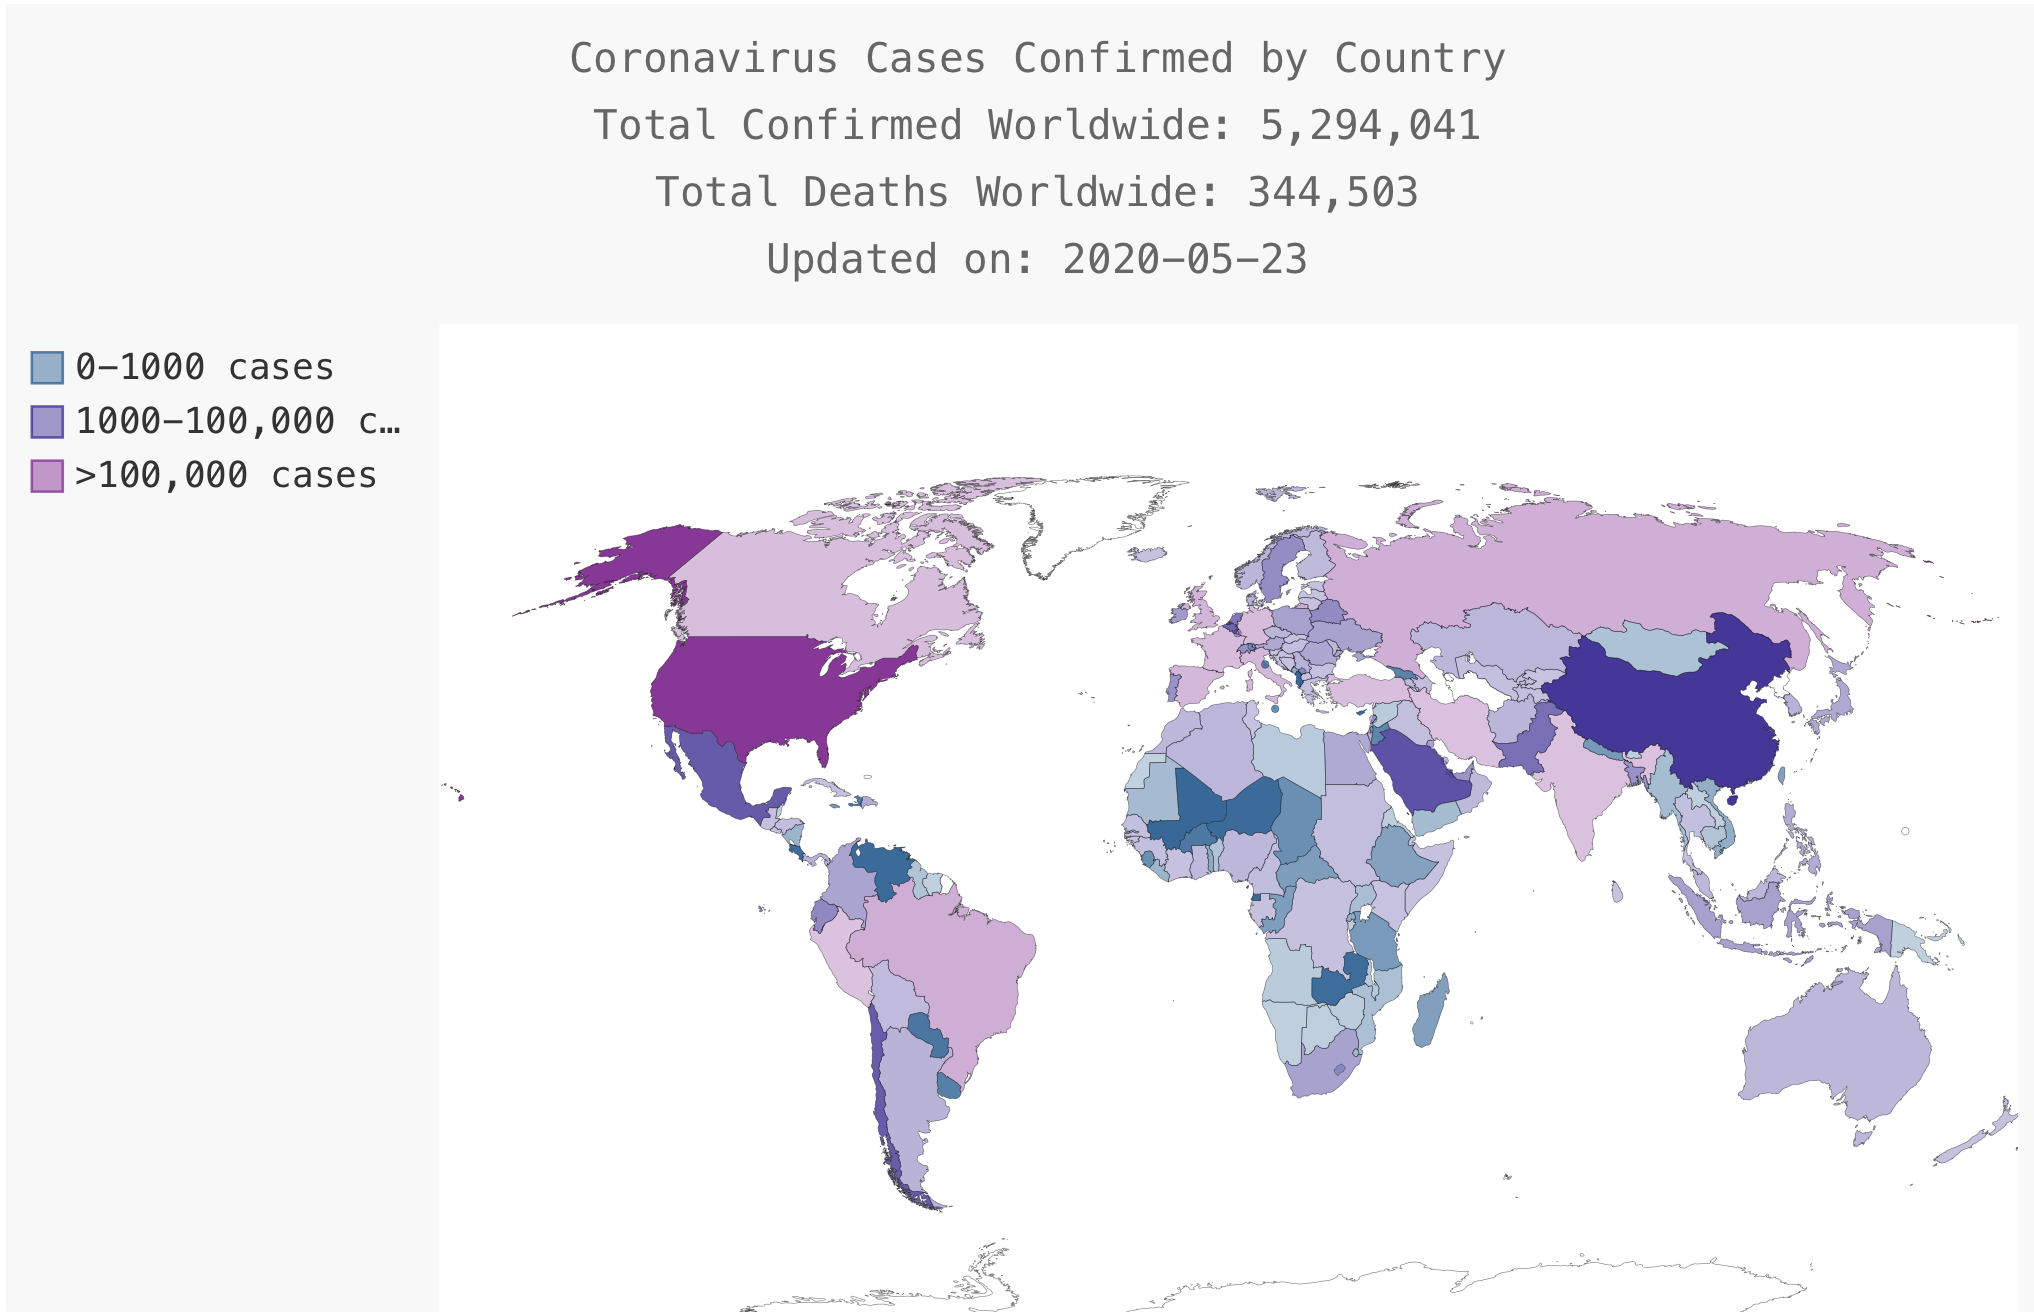 Coronavirus Cases Confirmed by Country
Total Confirmed Worldwide: 5,294,041
Total Deaths Worldwide: 344,503
Updated on: 2020-05-23
0-1000 cases
1000-100,000 c…
>100,000 cases